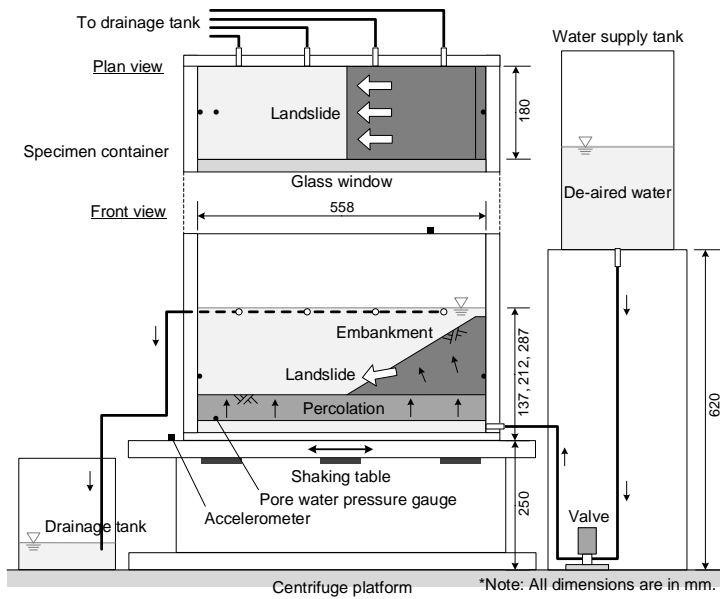 To drainage tank
Water supply tank
Plan view
Landslide
180
Specimen container
De-aired water
Glass window
Front view
558
Embankment
Landslide
137, 212, 287
Percolation
620
Shaking table
Pore water pressure gauge
250
Drainage tank
Accelerometer
Valve
Centrifuge platform
*Note: All dimensions are in mm.